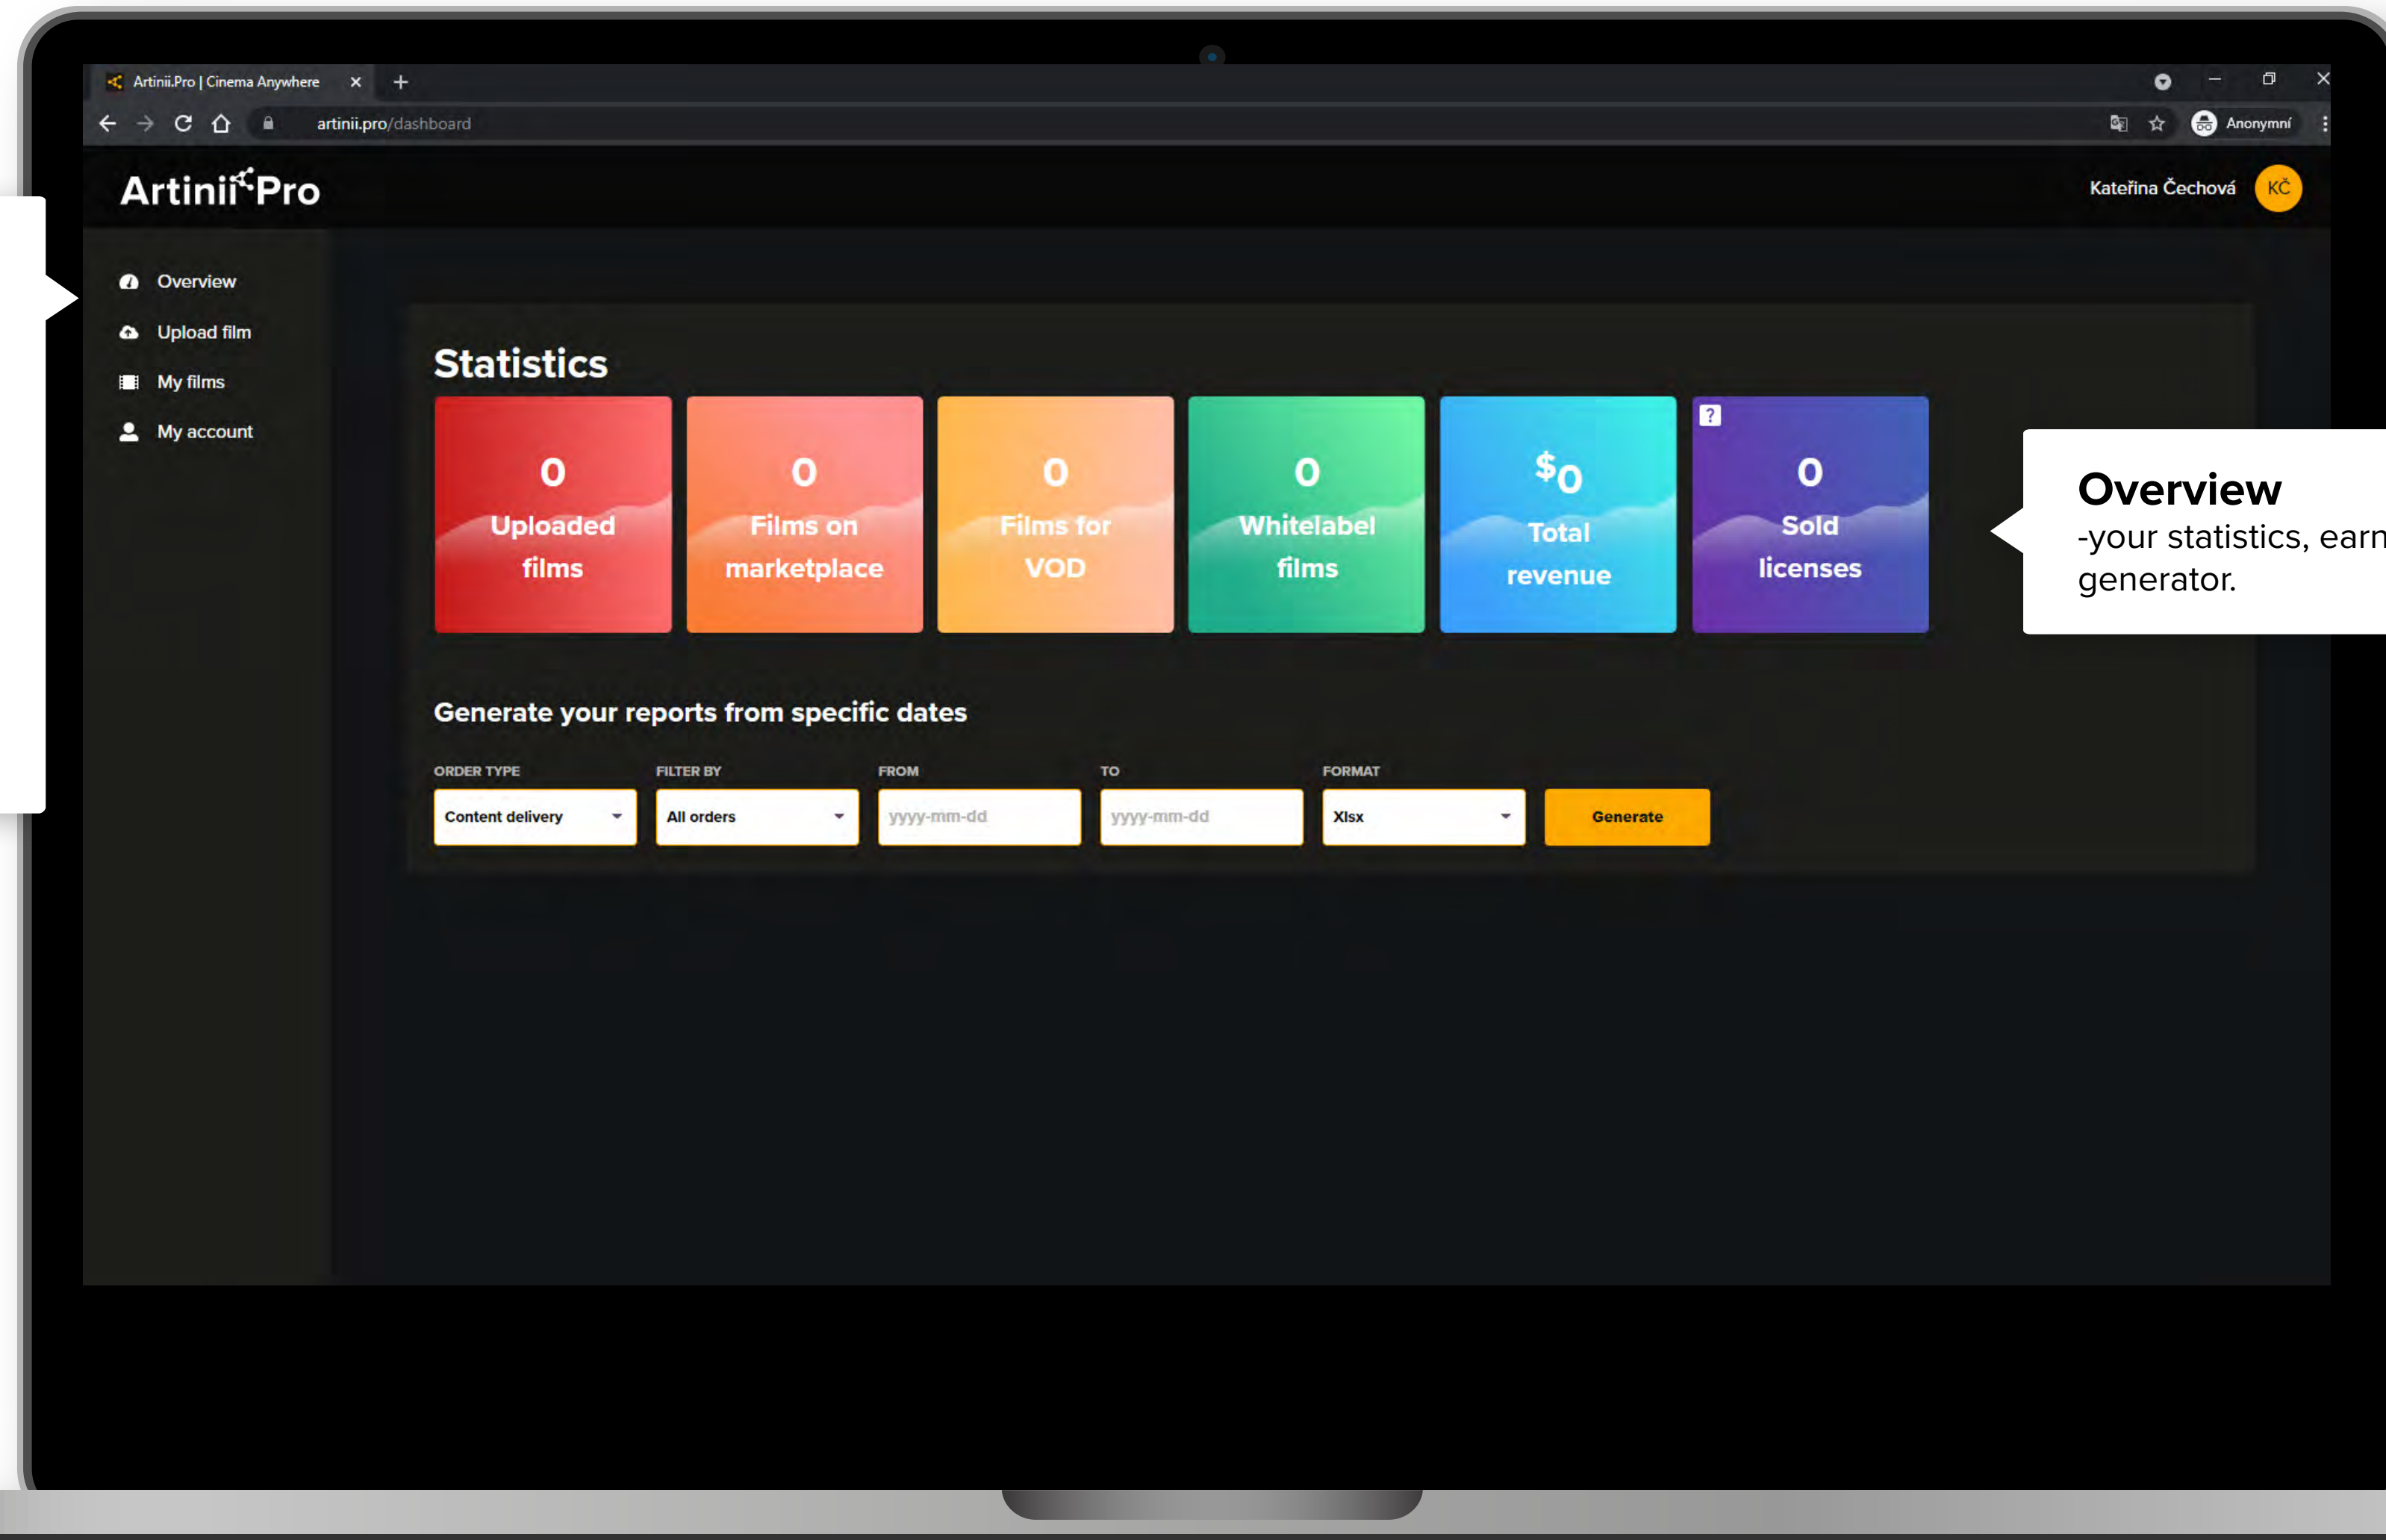 Artinii.Pro | Cinema Anywhere
artinii.pro/dashboard
Anonymní
Artinii Pro
Kateřina Čechová
KČ
Overview
Upload film
My films
My account
Statistics
0
Uploaded
films
0
Films on
marketplace
0
Films for
VOD
0
Whitelabel
films
$0
Total
revenue
?
0
Sold
licenses
Overview
-your statistics, earn
generator.
Generate your reports from specific dates
ORDER TYPE FILTER BY FROM TO FORMAT
Content delivery All orders yyyy-mm-dd yyyy-mm-dd Xlsx Generate